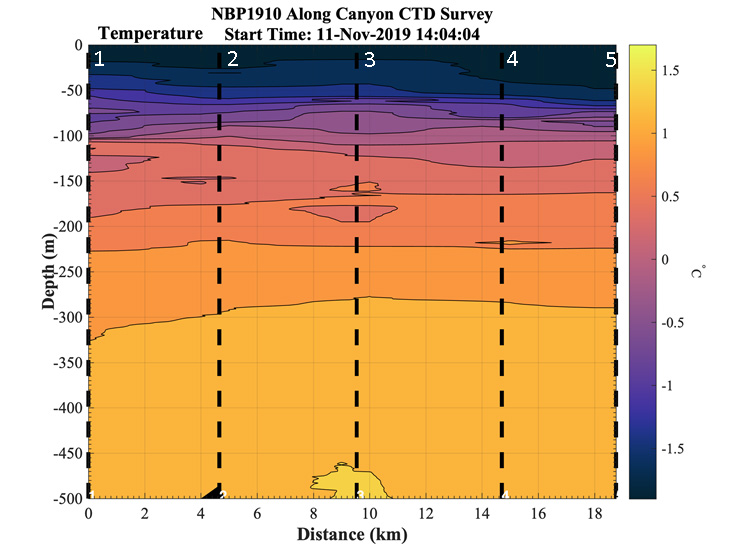 NBP1910 Along Canyon CTD Survey
Temperature Start Time: 11-Nov-2019 14:04:04
1 2 3 4 5
0
-50
-100
-150
-200
-250
-300
-350
-400
-450
-500
Depth (m)
0 2 4 6 8 10 12 14 16 18
Distance (km)
1.5
1
0.5
0
-0.5
-1
-1.5
°C